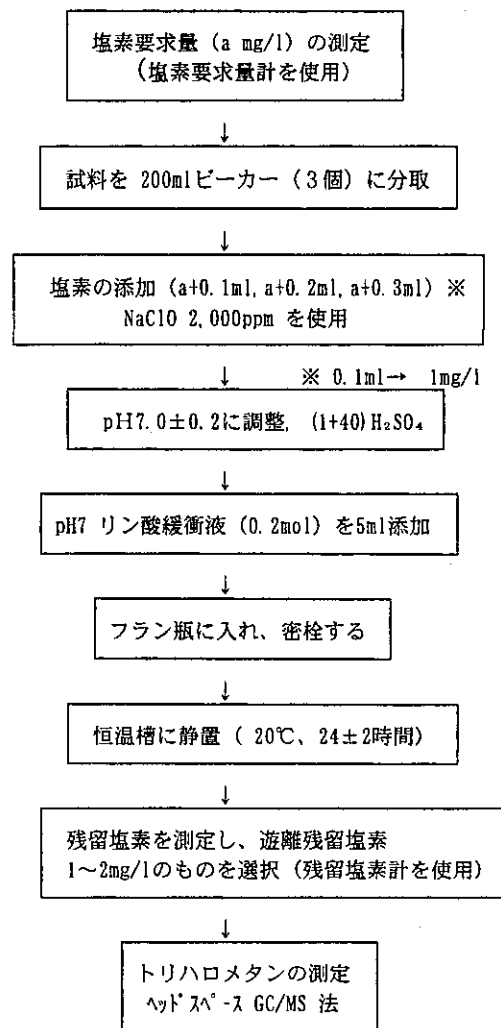 塩素要求量（a mg/l）の測定
（塩素要求量計を使用）
↓
試料を 200mlビーカー（３個）に分取
↓
塩素の添加（a+0.1ml, a+0.2ml, a+0.3ml）※
NaClO 2,000ppm を使用
↓ ※ 0.1ml→ 1mg/l
pH7.0±0.2に調整, (1+40)H₂SO₄
↓
pH7 リン酸緩衝液（0.2mol）を5ml添加
↓
フラン瓶に入れ、密栓する
↓
恒温槽に静置（ 20℃、24±2時間）
↓
残留塩素を測定し、遊離残留塩素
1～2mg/lのものを選択（残留塩素計を使用）
↓
トリハロメタンの測定
ﾍｯﾄﾞｽﾍﾟｰｽ GC/MS 法